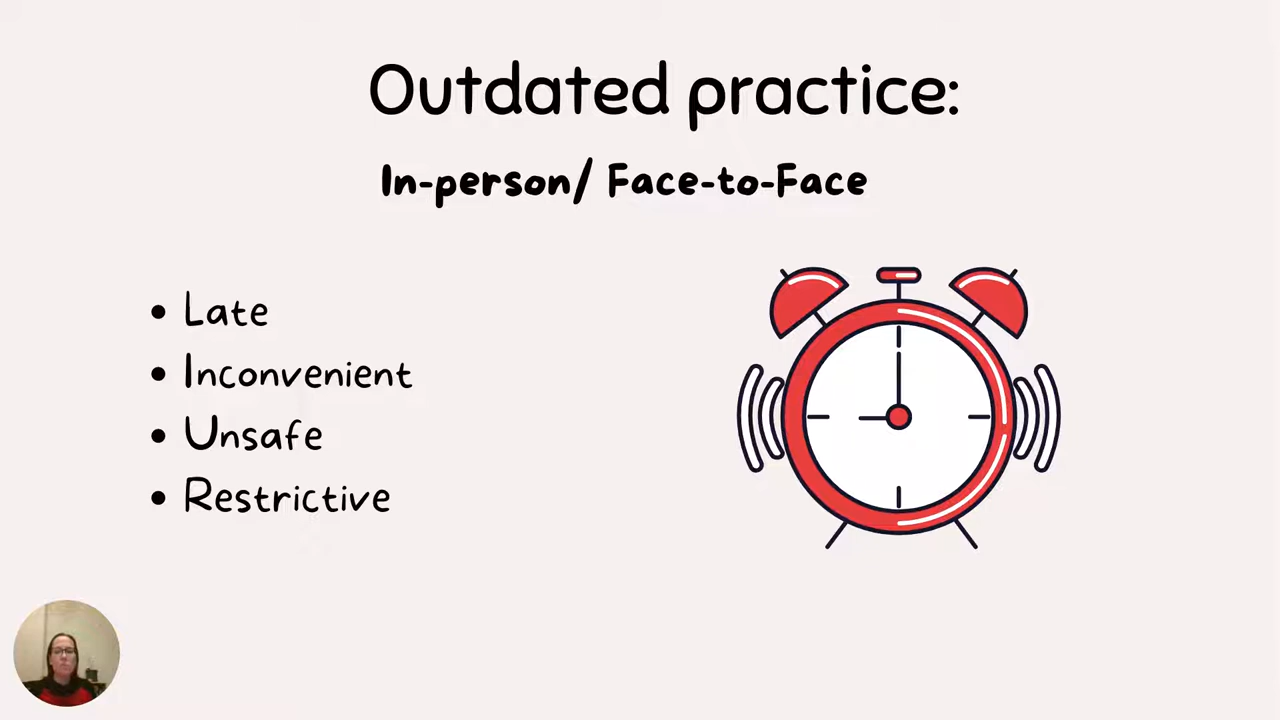 Outdated practice:
In-person/ Face-to-Face
• Late
• Inconvenient
• Unsafe
• Restrictive